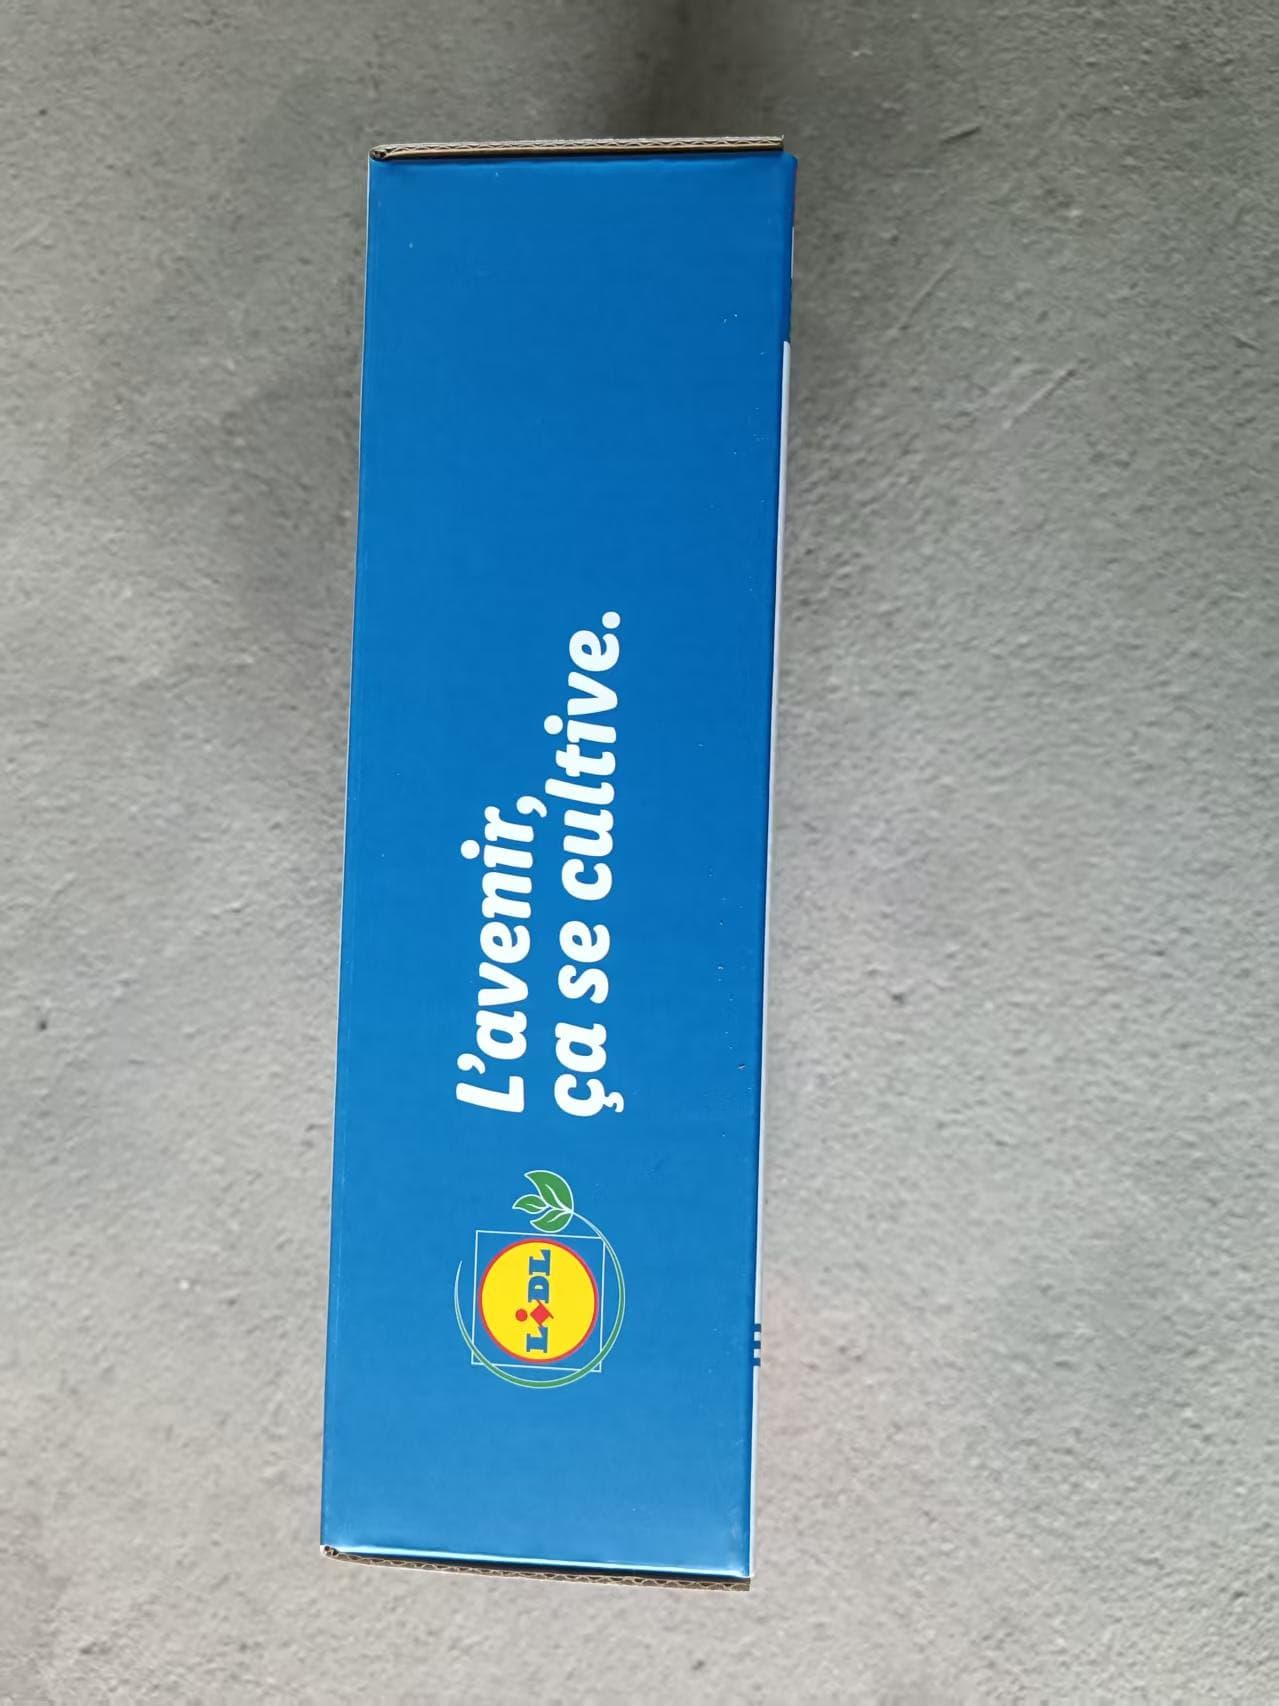 L'avenir,
ça se cultive.
LIDL